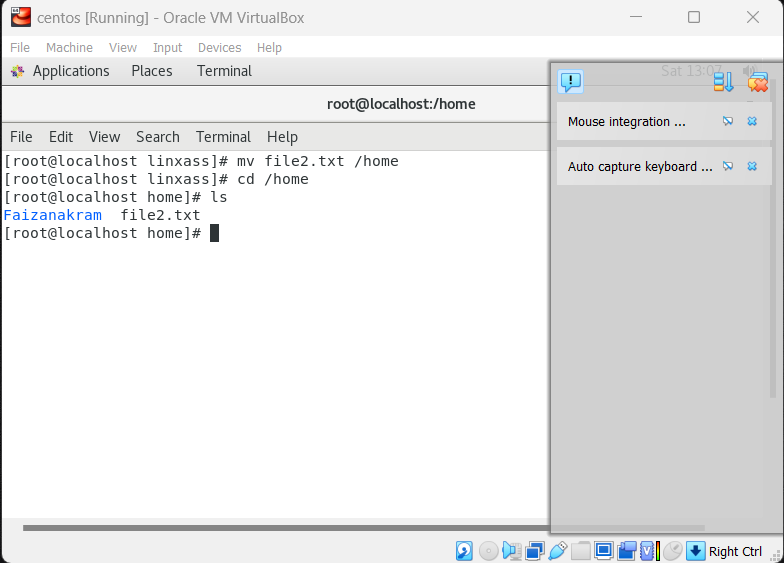 centos [Running] - Oracle VM VirtualBox
File Machine View Input Devices Help
Applications Places Terminal Sat 13:07
root@localhost:/home
File Edit View Search Terminal Help
[root@localhost linxass]# mv file2.txt /home
[root@localhost linxass]# cd /home
[root@localhost home]# ls
Faizanakram file2.txt
[root@localhost home]#
Mouse integration ...
Auto capture keyboard ...
Right Ctrl